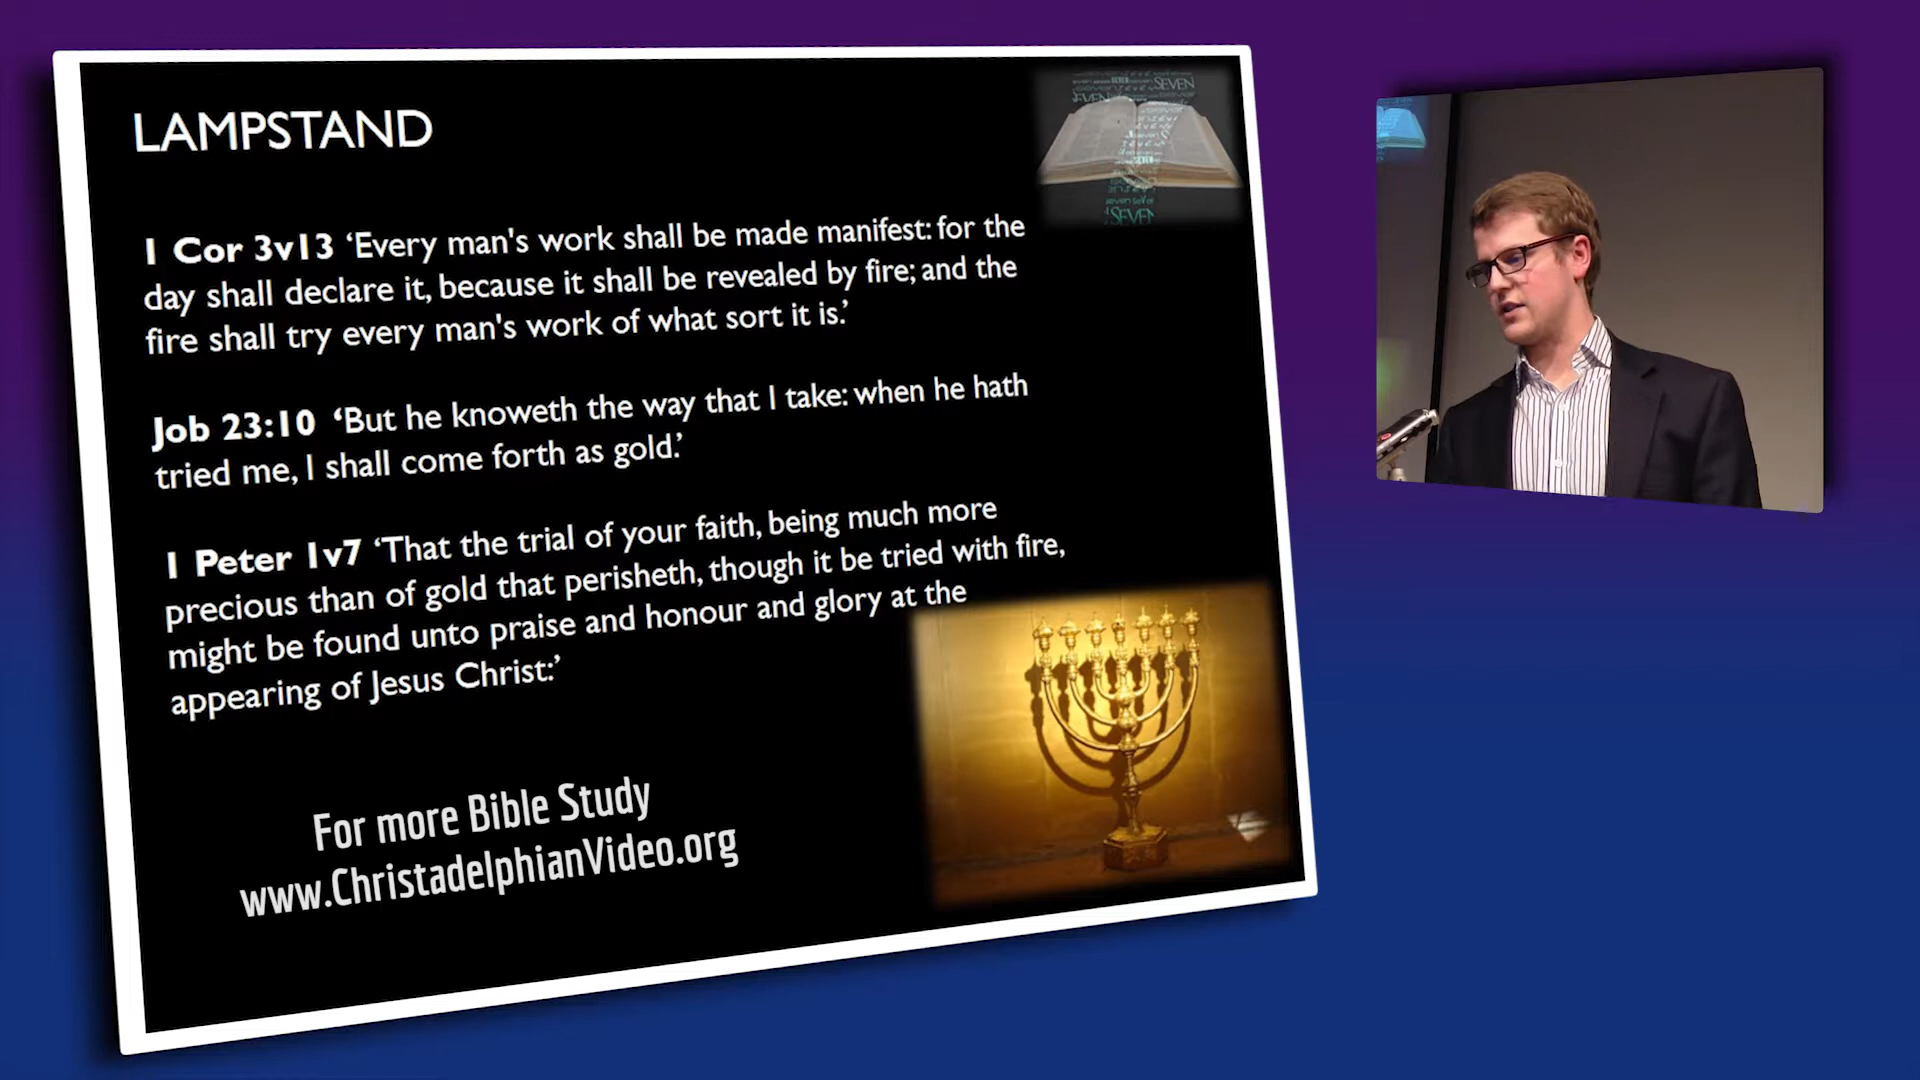 LAMPSTAND
SEVEN
SEVEN
SEVEN
1 Cor 3v13 ‘Every man's work shall be made manifest: for the
day shall declare it, because it shall be revealed by fire; and the
fire shall try every man's work of what sort it is.’
Job 23:10 ‘But he knoweth the way that I take: when he hath
tried me, I shall come forth as gold.’
1 Peter 1v7 ‘That the trial of your faith, being much more
precious than of gold that perisheth, though it be tried with fire,
might be found unto praise and honour and glory at the
appearing of Jesus Christ:’
For more Bible Study
www.ChristadelphianVideo.org